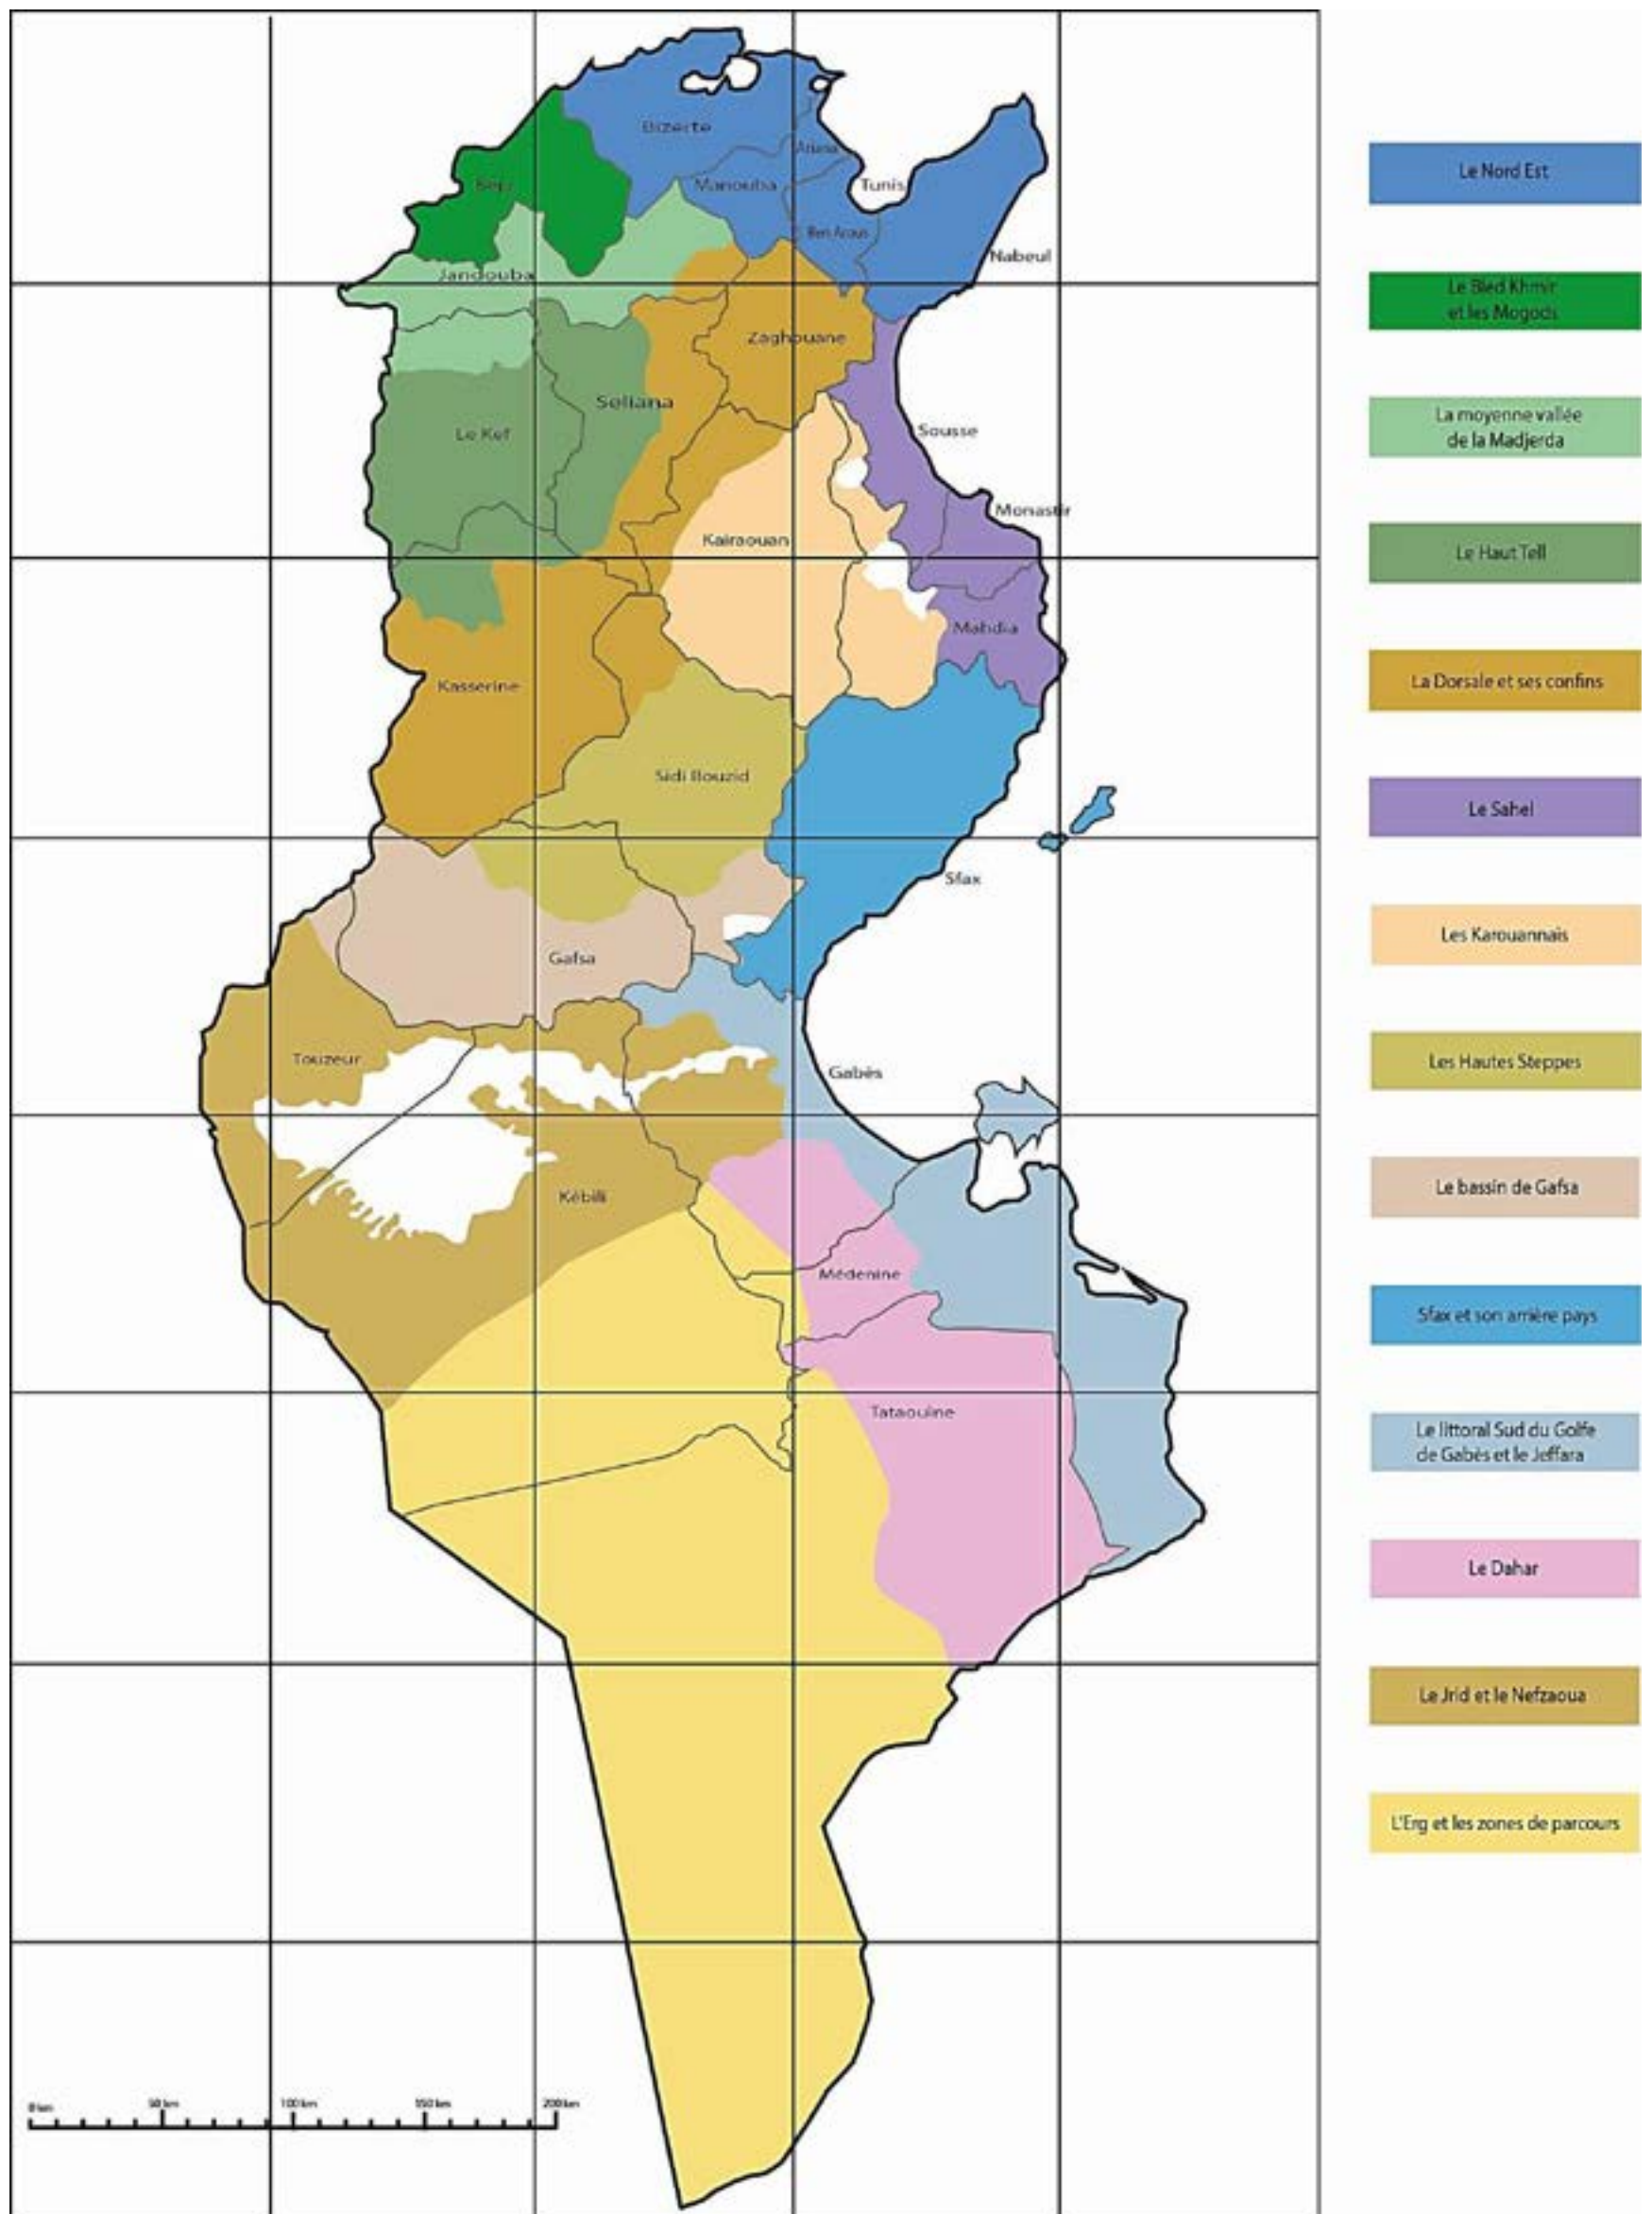 Bizerte
Ariana
Beja
Manouba
Tunis
Ben Arous
Nabeul
Jandouba
Zaghouane
Seliana
Le Kef
Sousse
Monastir
Kairaouan
Mahdia
Kasserine
Sidi Bouzid
Sfax
Gafsa
Touzeur
Gabès
Kébili
Médenine
Tataouine
0 km
50 km
100 km
150 km
200 km
Le Nord Est
Le Bled Khmir
et les Mogods
La moyenne vallée
de la Madjerda
Le Haut Tell
La Dorsale et ses confins
Le Sahel
Les Karouannais
Les Hautes Steppes
Le bassin de Gafsa
Sfax et son arrière pays
Le littoral Sud du Golfe
de Gabès et le Jeffara
Le Dahar
Le Jrid et le Nefzaoua
L'Erg et les zones de parcours